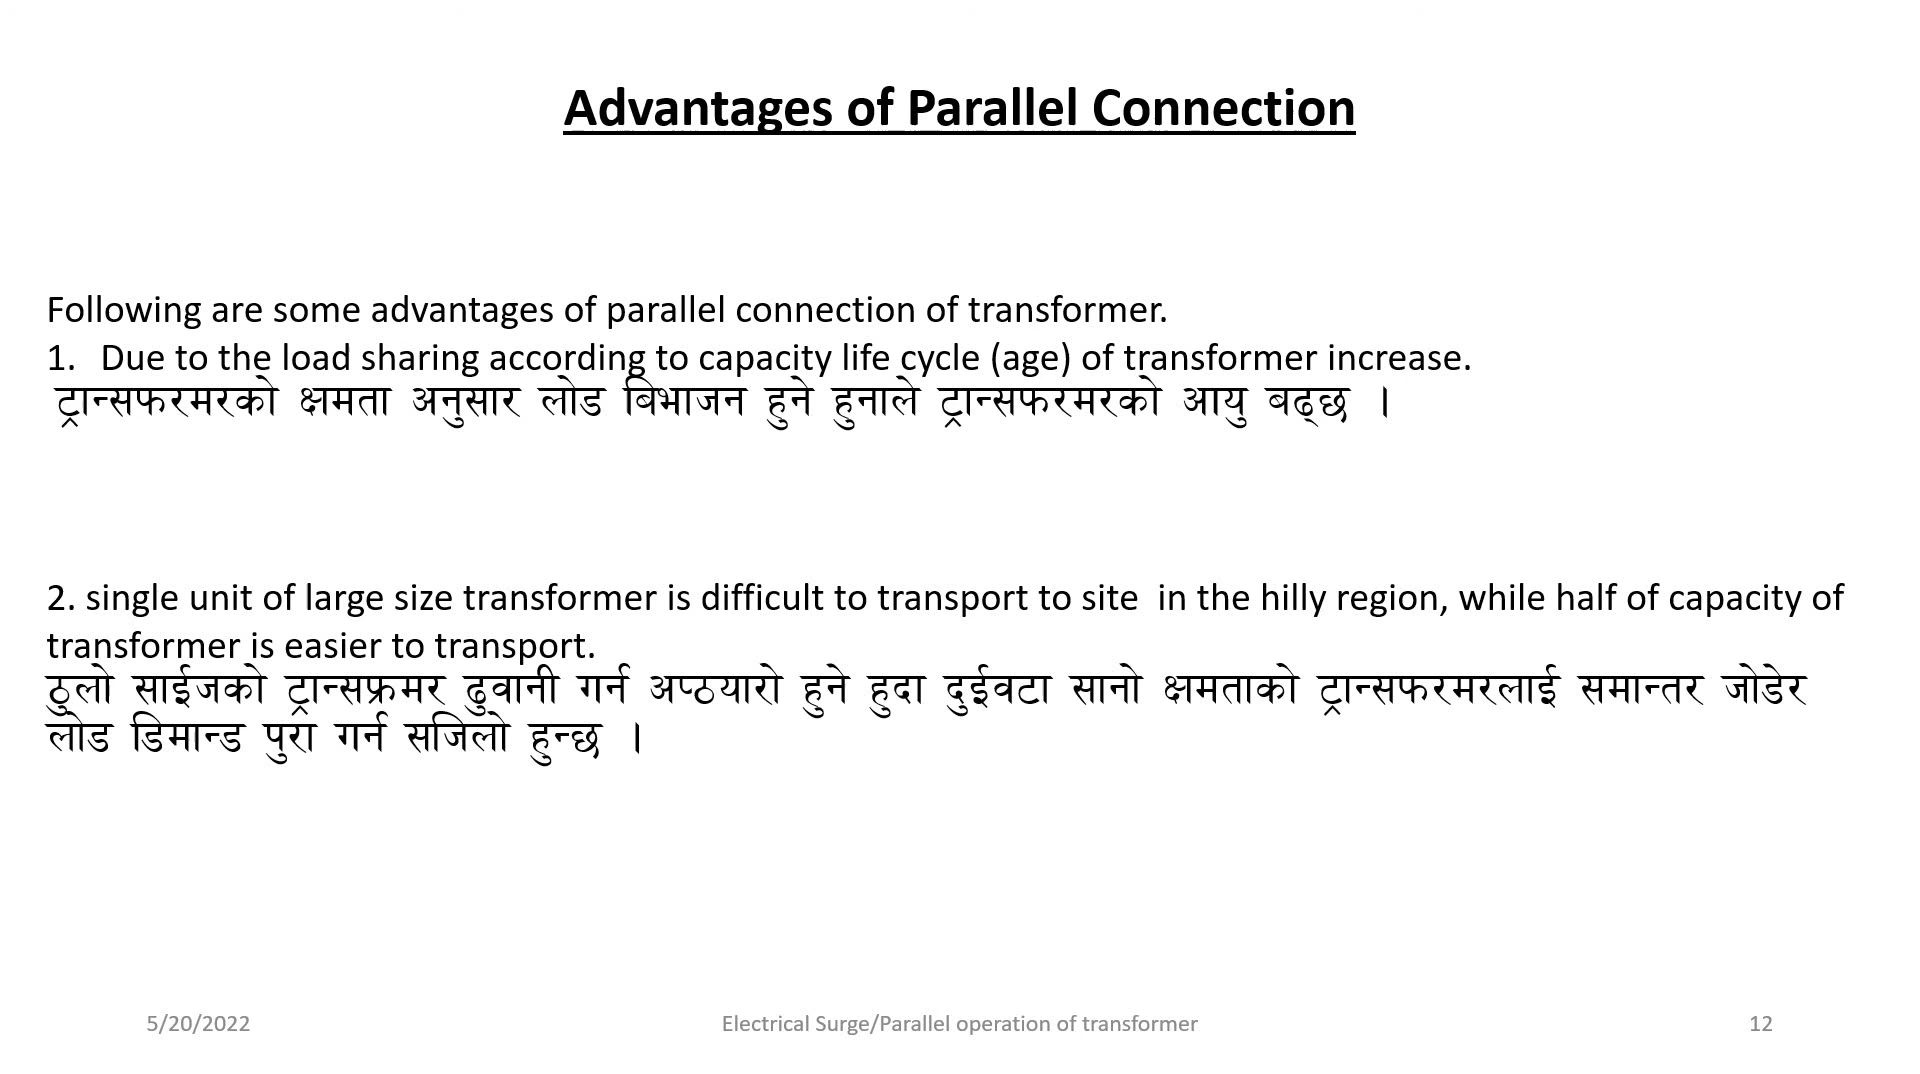 Advantages of Parallel Connection
Following are some advantages of parallel connection of transformer.
1. Due to the load sharing according to capacity life cycle (age) of transformer increase.
ट्रान्सफरमरको क्षमता अनुसार लोड बिभाजन हुने हुनाले ट्रान्सफरमरको आयु बढ्छ ।
2. single unit of large size transformer is difficult to transport to site in the hilly region, while half of capacity of
transformer is easier to transport.
ठुलो साईजको ट्रान्सफ्रमर ढुवानी गर्न अप्ठयारो हुने हुदा दुईवटा सानो क्षमताको ट्रान्सफरमरलाई समान्तर जोडेर
लोड डिमान्ड पुरा गर्न सजिलो हुन्छ ।
5/20/2022
Electrical Surge/Parallel operation of transformer
12